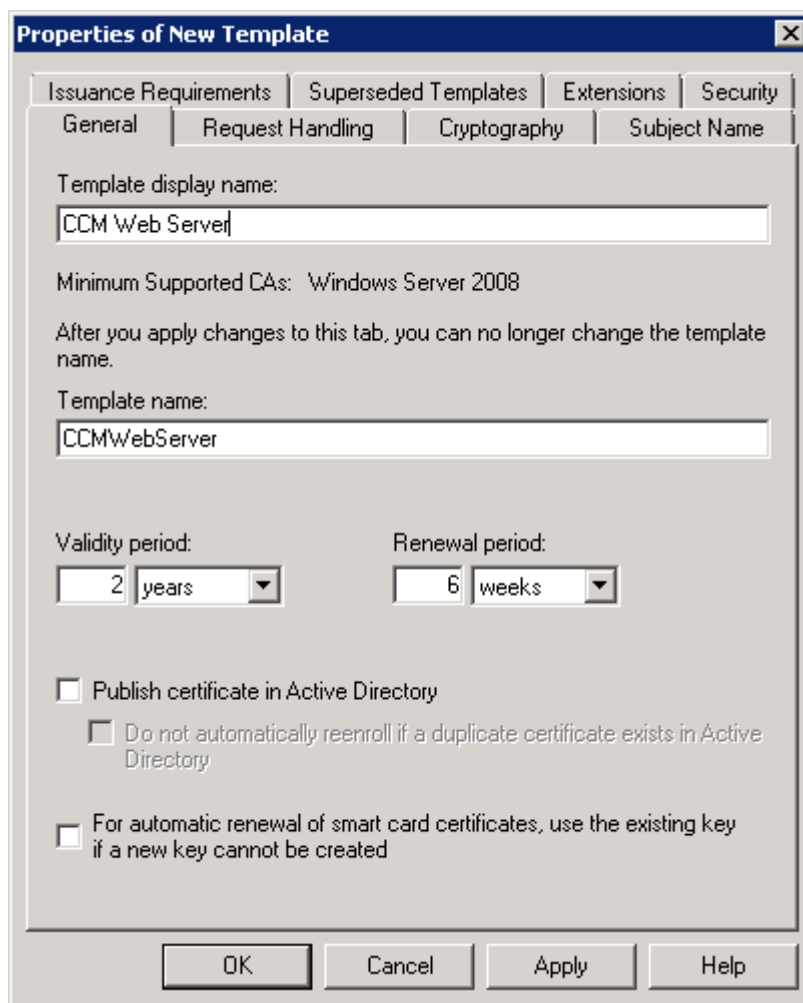 Properties of New Template
Issuance Requirements
Superseded Templates
Extensions
Security
General
Request Handling
Cryptography
Subject Name
Template display name:
CCM Web Server
Minimum Supported CAs: Windows Server 2008
After you apply changes to this tab, you can no longer change the template
name.
Template name:
CCMWebServer
Validity period:
Renewal period:
2 years
6 weeks
Publish certificate in Active Directory
Do not automatically reenroll if a duplicate certificate exists in Active
Directory
For automatic renewal of smart card certificates, use the existing key
if a new key cannot be created
OK
Cancel
Apply
Help